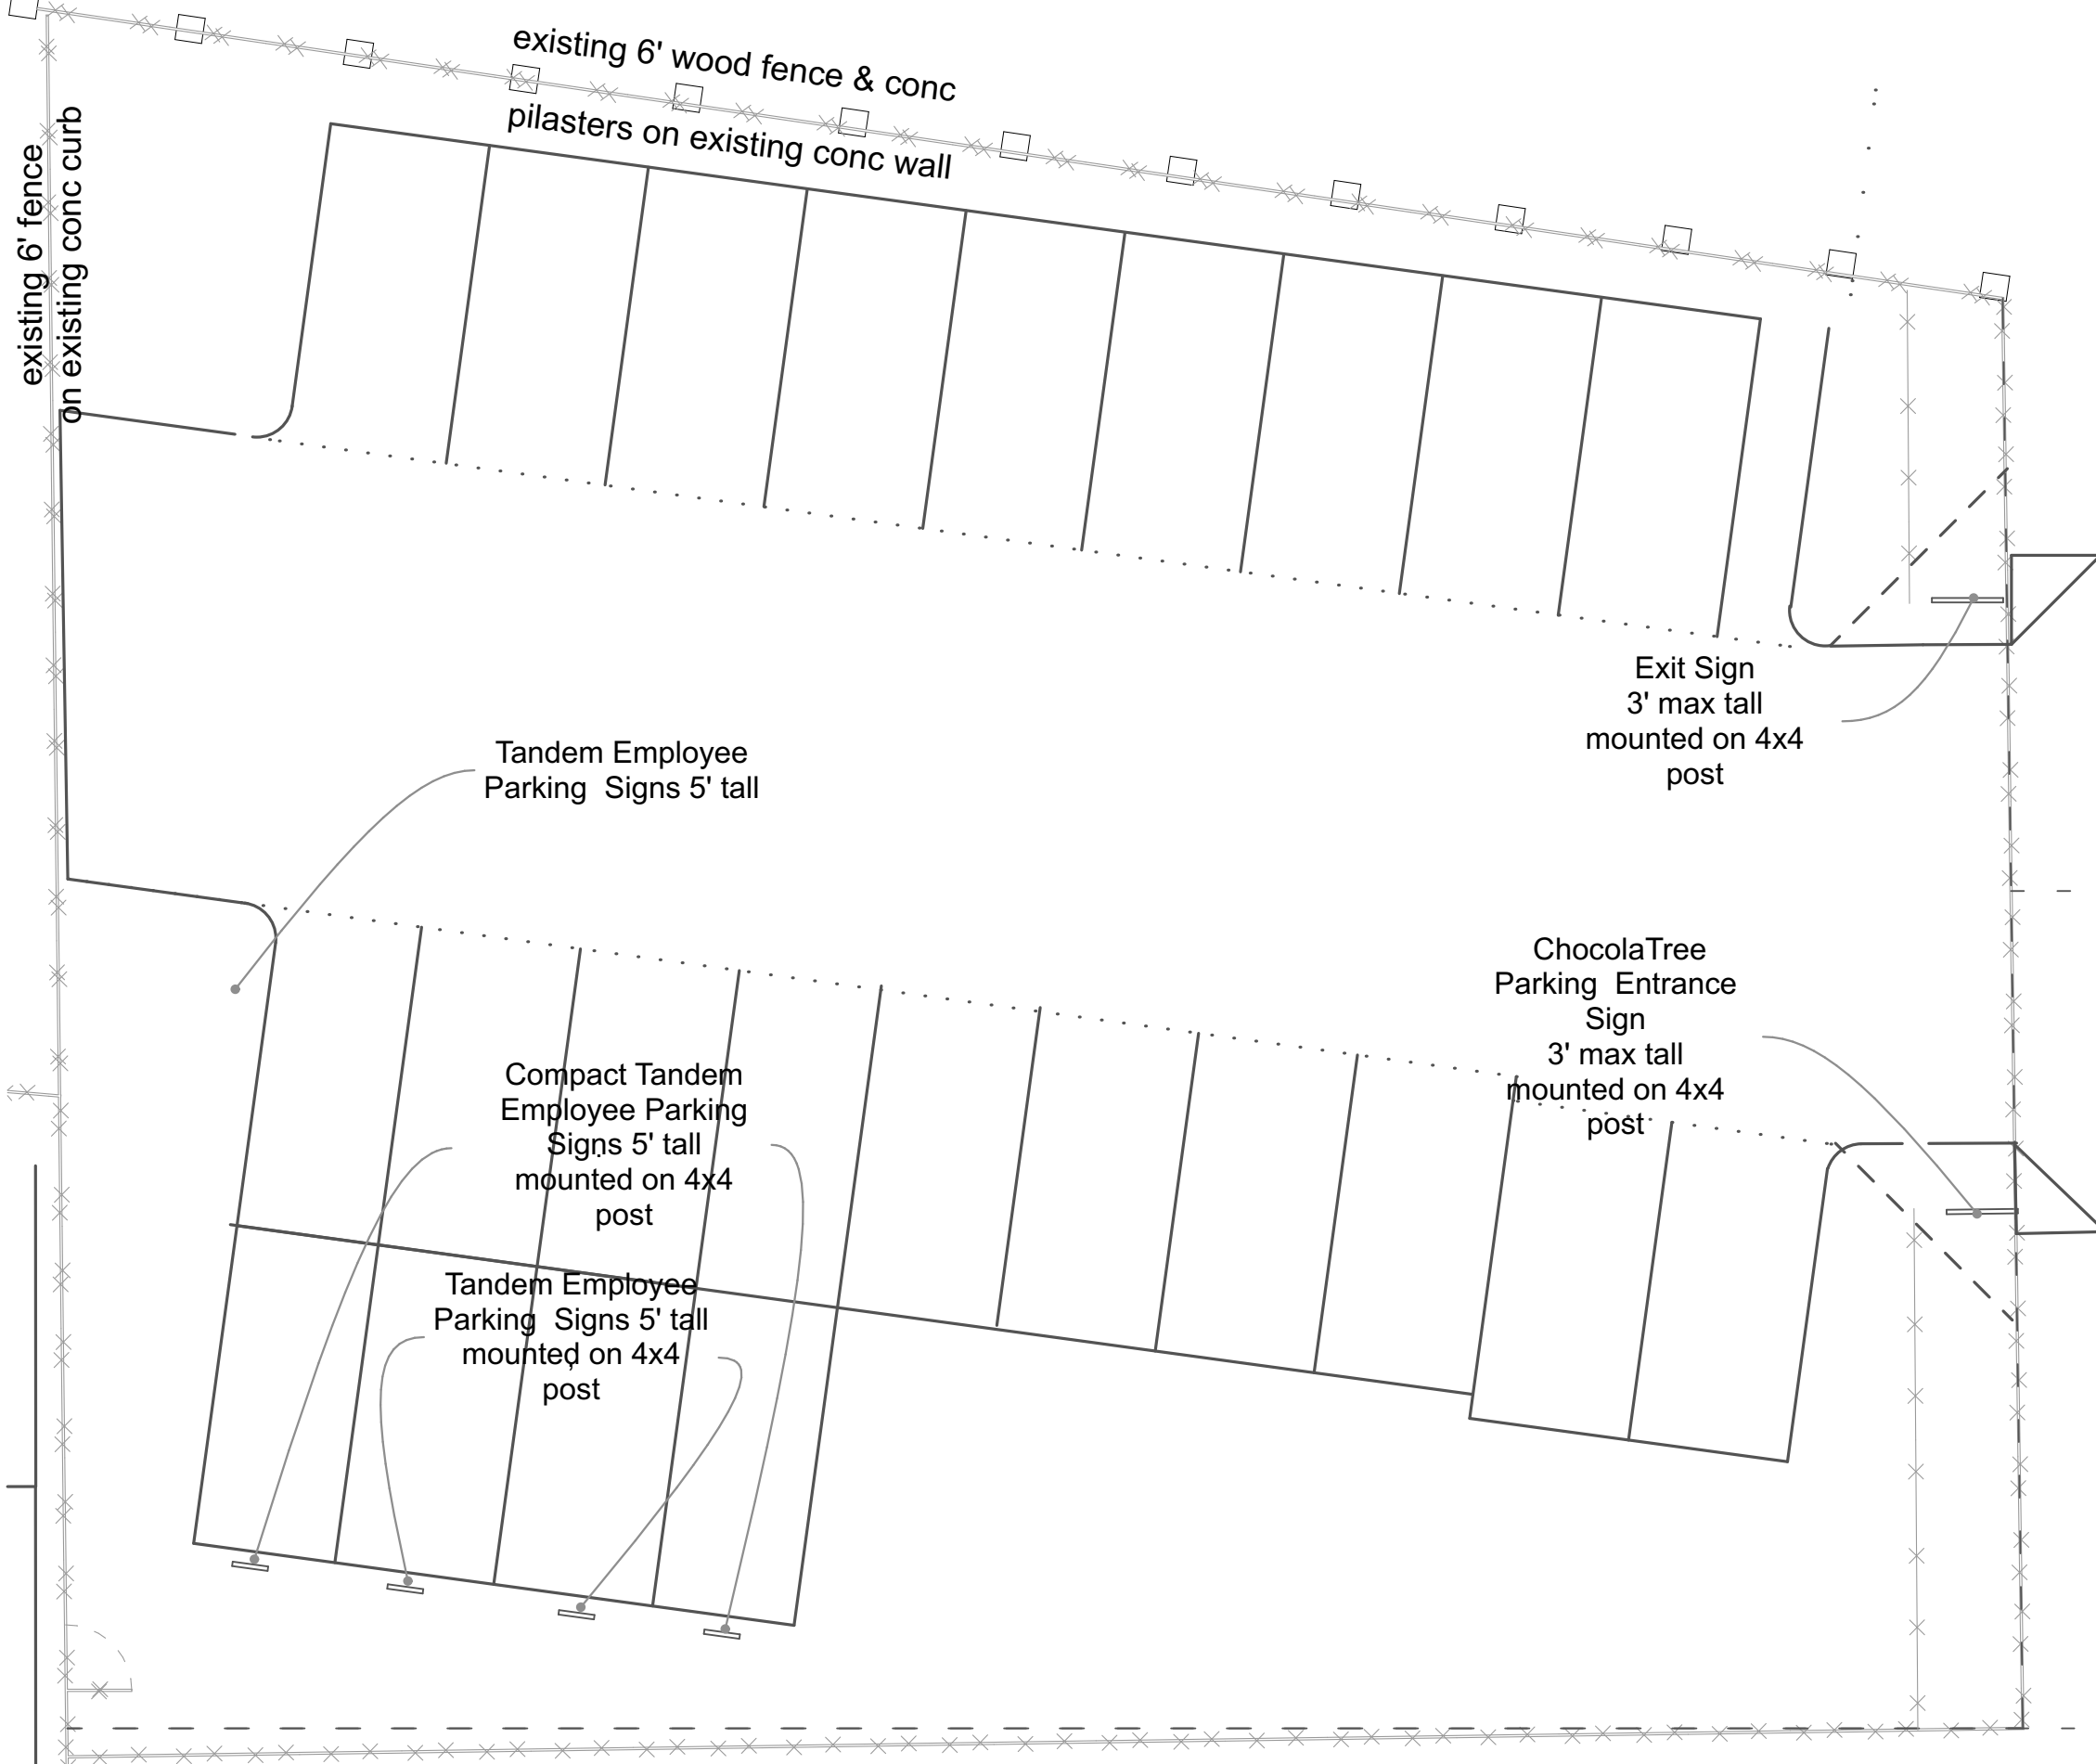 existing 6' wood fence & conc
pilasters on existing conc wall
existing 6' fence
on existing conc curb
Exit Sign
3' max tall
mounted on 4x4
post
Tandem Employee
Parking  Signs 5' tall
ChocolaTree
Parking  Entrance
Sign
3' max tall
mounted on 4x4
post
Compact Tandem
Employee Parking
Signs 5' tall
mounted on 4x4
post
Tandem Employee
Parking  Signs 5' tall
mounted on 4x4
post